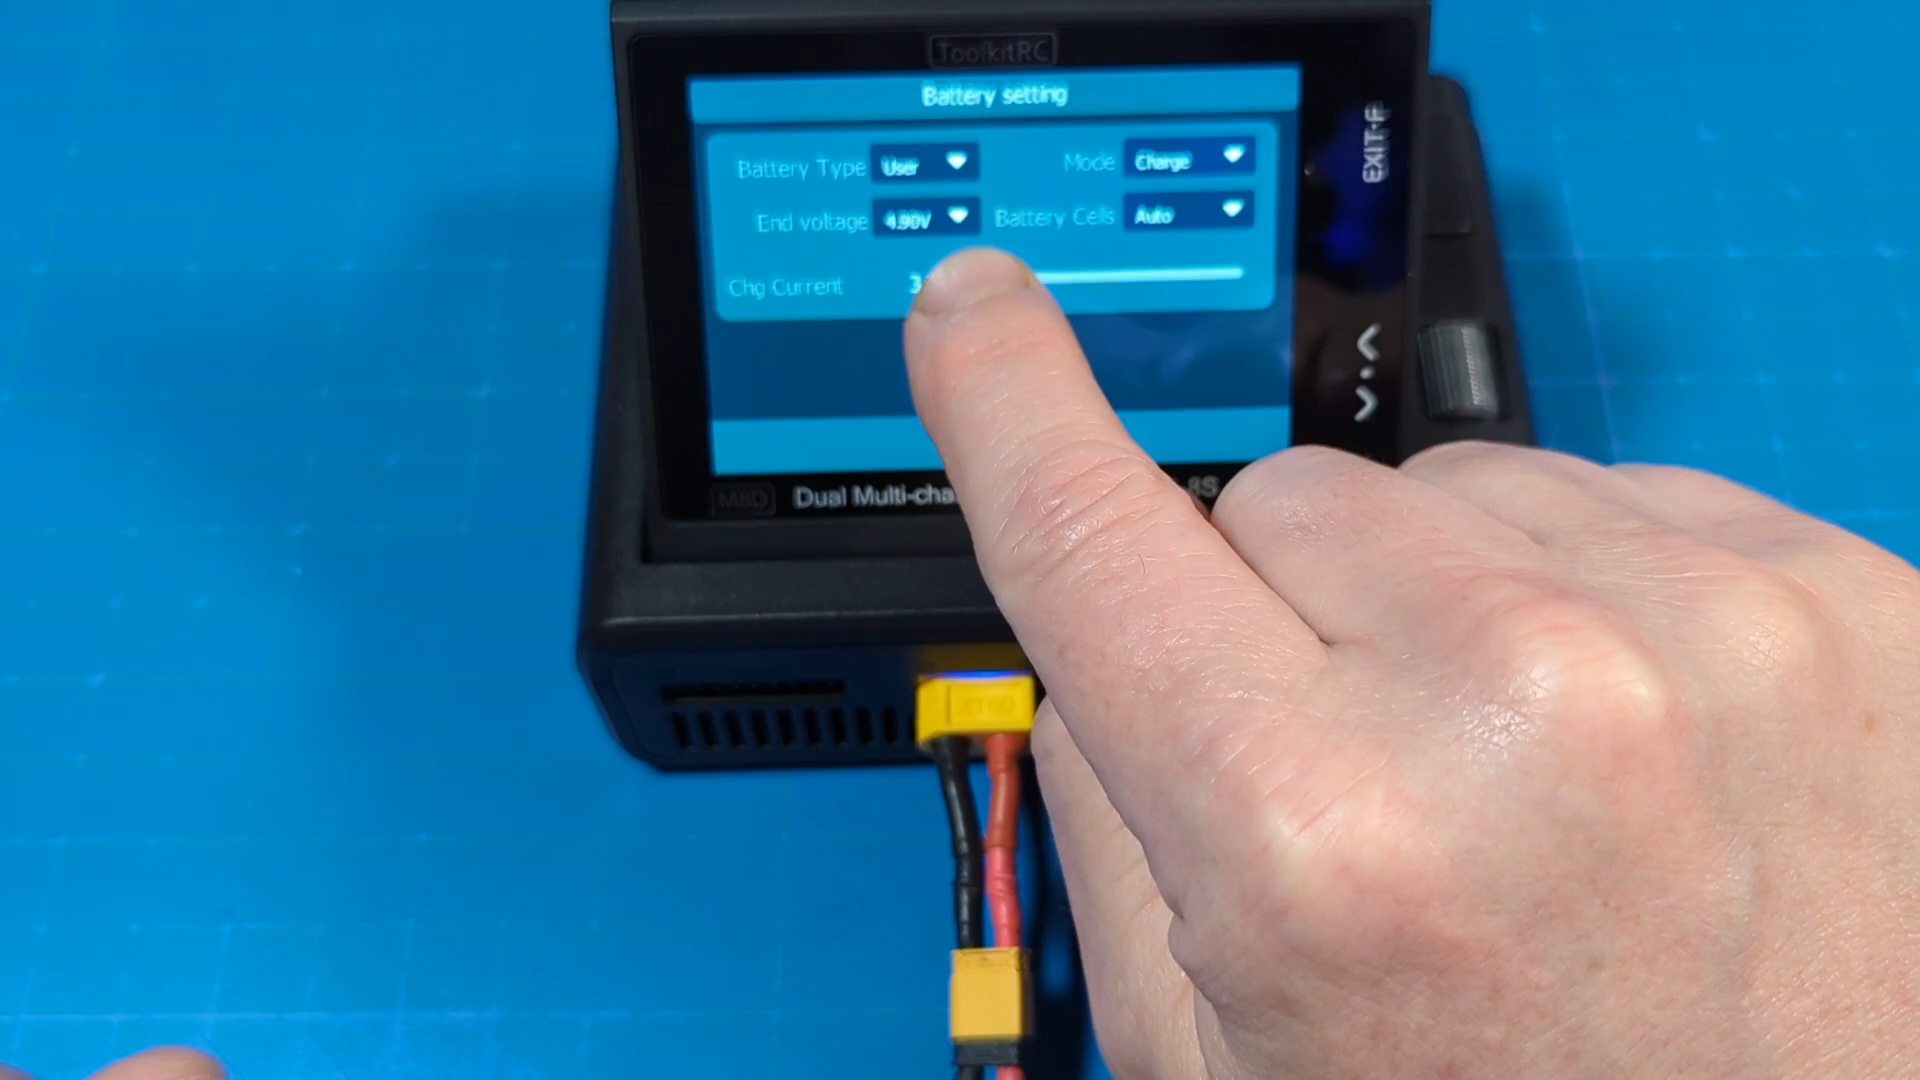 ToolkitRC
Battery setting
Battery Type User Mode Charge
End voltage 4.90V Battery Cells Auto
Chg Current 3
EXIT
M8D Dual Multi-cha